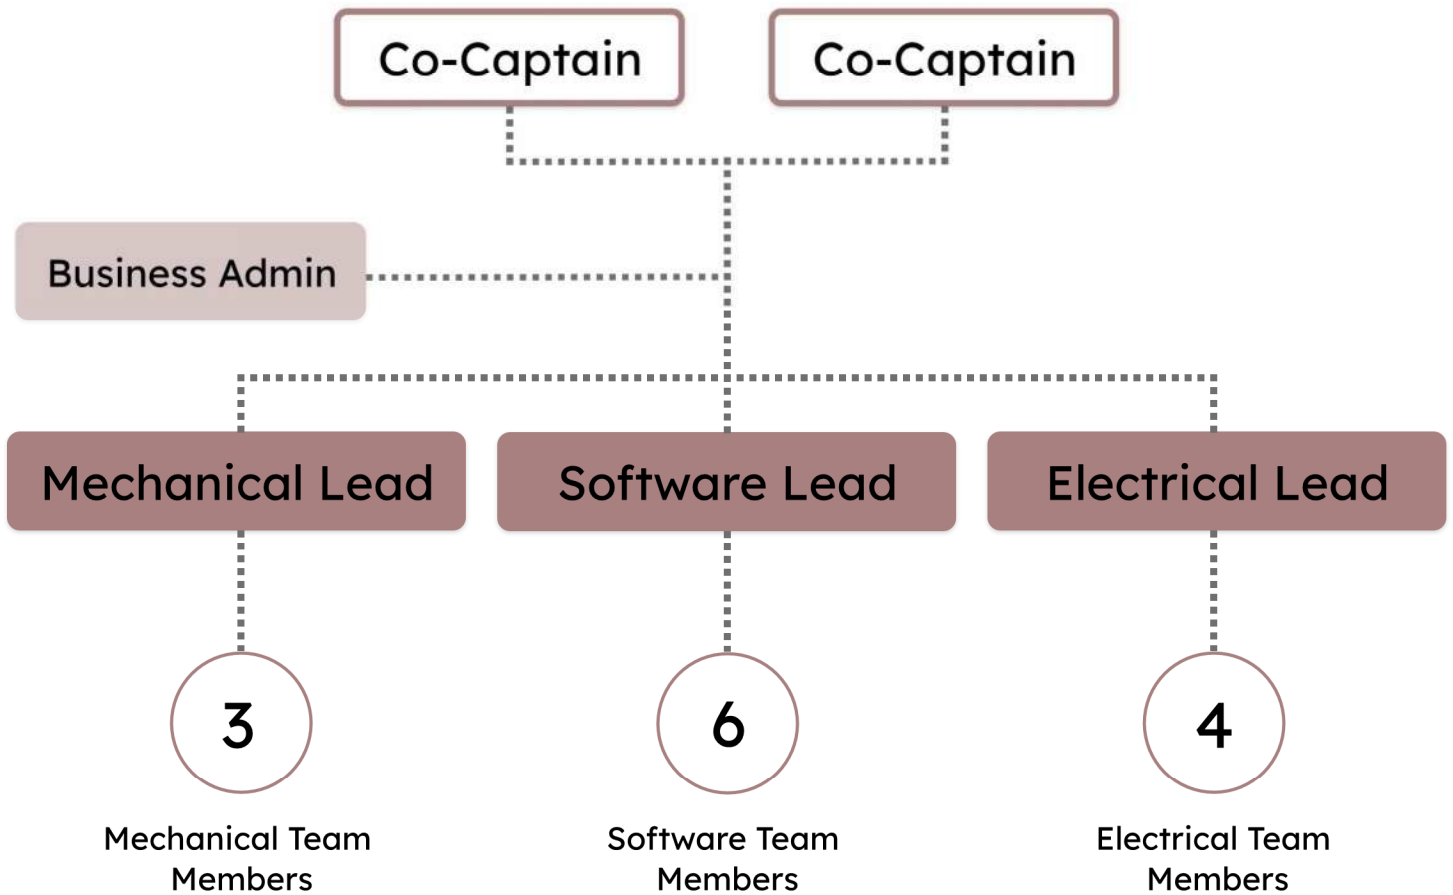 Co-Captain
Co-Captain
Business Admin
Mechanical Lead
Software Lead
Electrical Lead
3
6
4
Mechanical Team
Members
Software Team
Members
Electrical Team
Members